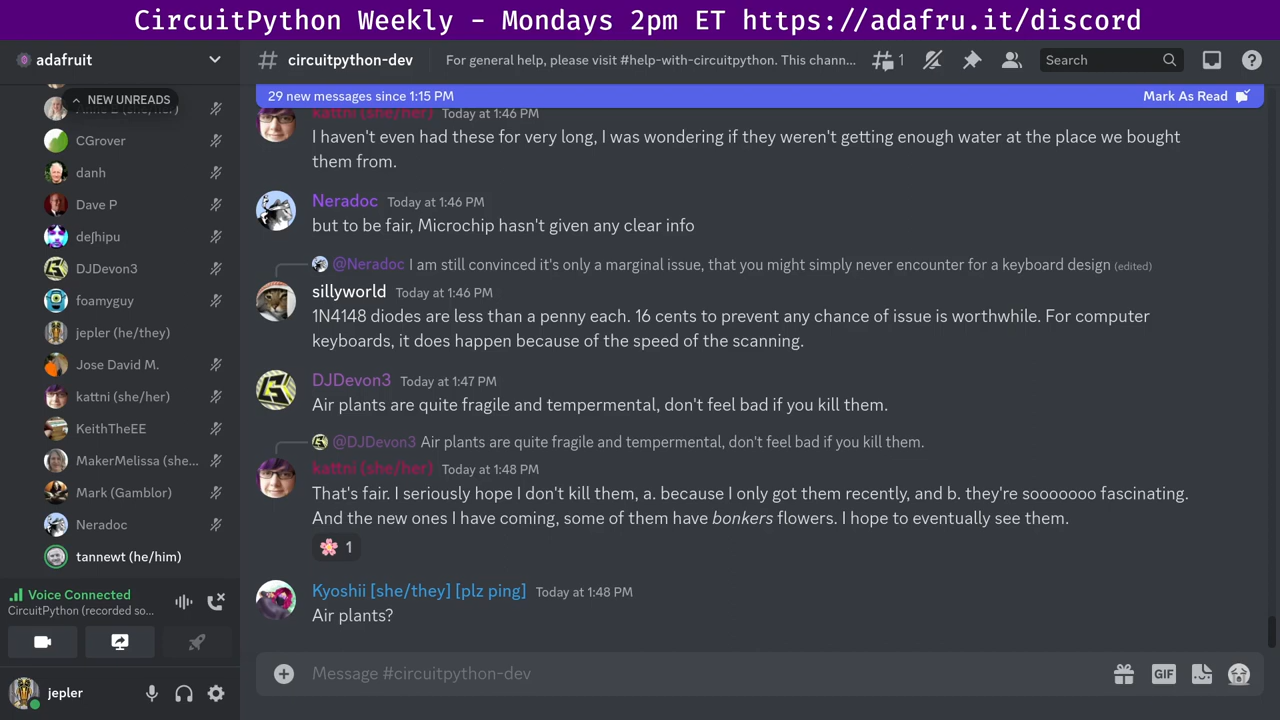 CircuitPython Weekly - Mondays 2pm ET https://adafru.it/discord
adafruit
# circuitpython-dev
For general help, please visit #help-with-circuitpython. This chann...
1
Search
NEW UNREADS
CGrover
danh
Dave P
deʃhipu
DJDevon3
foamyguy
jepler (he/they)
Jose David M.
kattni (she/her)
KeithTheEE
MakerMelissa (she...
Mark (Gamblor)
Neradoc
tannewt (he/him)
Voice Connected
CircuitPython (recorded so...
jepler
29 new messages since 1:15 PM
Mark As Read
kattni (she/her) Today at 1:46 PM
I haven't even had these for very long, I was wondering if they weren't getting enough water at the place we bought
them from.
Neradoc Today at 1:46 PM
but to be fair, Microchip hasn't given any clear info
@Neradoc I am still convinced it's only a marginal issue, that you might simply never encounter for a keyboard design (edited)
sillyworld Today at 1:46 PM
1N4148 diodes are less than a penny each. 16 cents to prevent any chance of issue is worthwhile. For computer
keyboards, it does happen because of the speed of the scanning.
DJDevon3 Today at 1:47 PM
Air plants are quite fragile and tempermental, don't feel bad if you kill them.
@DJDevon3 Air plants are quite fragile and tempermental, don't feel bad if you kill them.
kattni (she/her) Today at 1:48 PM
That's fair. I seriously hope I don't kill them, a. because I only got them recently, and b. they're sooooooo fascinating.
And the new ones I have coming, some of them have bonkers flowers. I hope to eventually see them.
1
Kyoshii [she/they] [plz ping] Today at 1:48 PM
Air plants?
Message #circuitpython-dev
GIF